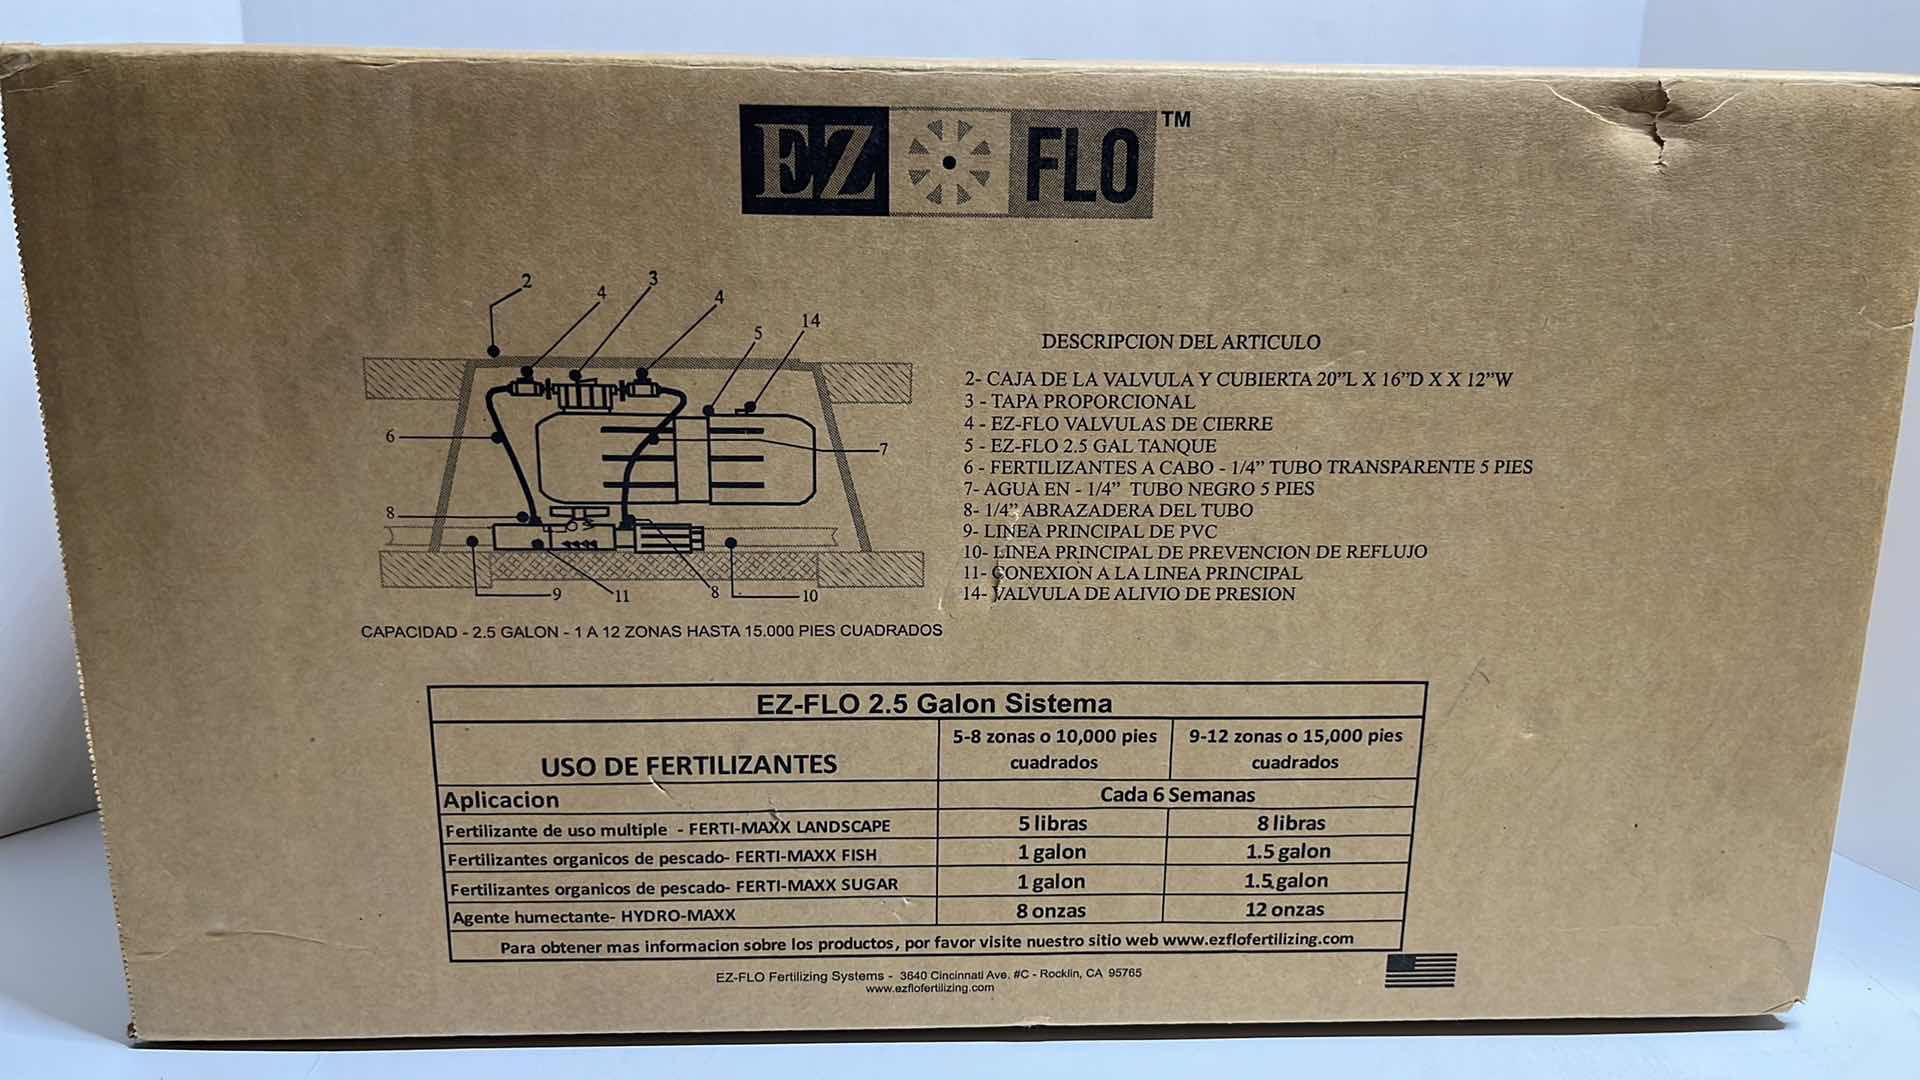 EZ FLO™
2
4
3
4
5
14
6
7
8
9
11
8
10
CAPACIDAD - 2.5 GALON - 1 A 12 ZONAS HASTA 15.000 PIES CUADRADOS
DESCRIPCION DEL ARTICULO
2- CAJA DE LA VALVULA Y CUBIERTA 20”L X 16”D X X 12”W
3 - TAPA PROPORCIONAL
4 - EZ-FLO VALVULAS DE CIERRE
5 - EZ-FLO 2.5 GAL TANQUE
6 - FERTILIZANTES A CABO - 1/4” TUBO TRANSPARENTE 5 PIES
7- AGUA EN - 1/4” TUBO NEGRO 5 PIES
8- 1/4” ABRAZADERA DEL TUBO
9- LINEA PRINCIPAL DE PVC
10- LINEA PRINCIPAL DE PREVENCION DE REFLUJO
11- CONEXION A LA LINEA PRINCIPAL
14- VALVULA DE ALIVIO DE PRESION
EZ-FLO 2.5 Galon Sistema
USO DE FERTILIZANTES
5-8 zonas o 10,000 pies
cuadrados
9-12 zonas o 15,000 pies
cuadrados
Aplicacion
Cada 6 Semanas
Fertilizante de uso multiple - FERTI-MAXX LANDSCAPE 5 libras 8 libras
Fertilizantes organicos de pescado- FERTI-MAXX FISH 1 galon 1.5 galon
Fertilizantes organicos de pescado- FERTI-MAXX SUGAR 1 galon 1.5 galon
Agente humectante- HYDRO-MAXX 8 onzas 12 onzas
Para obtener mas informacion sobre los productos, por favor visite nuestro sitio web www.ezflofertilizing.com
EZ-FLO Fertilizing Systems - 3640 Cincinnati Ave. #C - Rocklin, CA 95765
www.ezflofertilizing.com